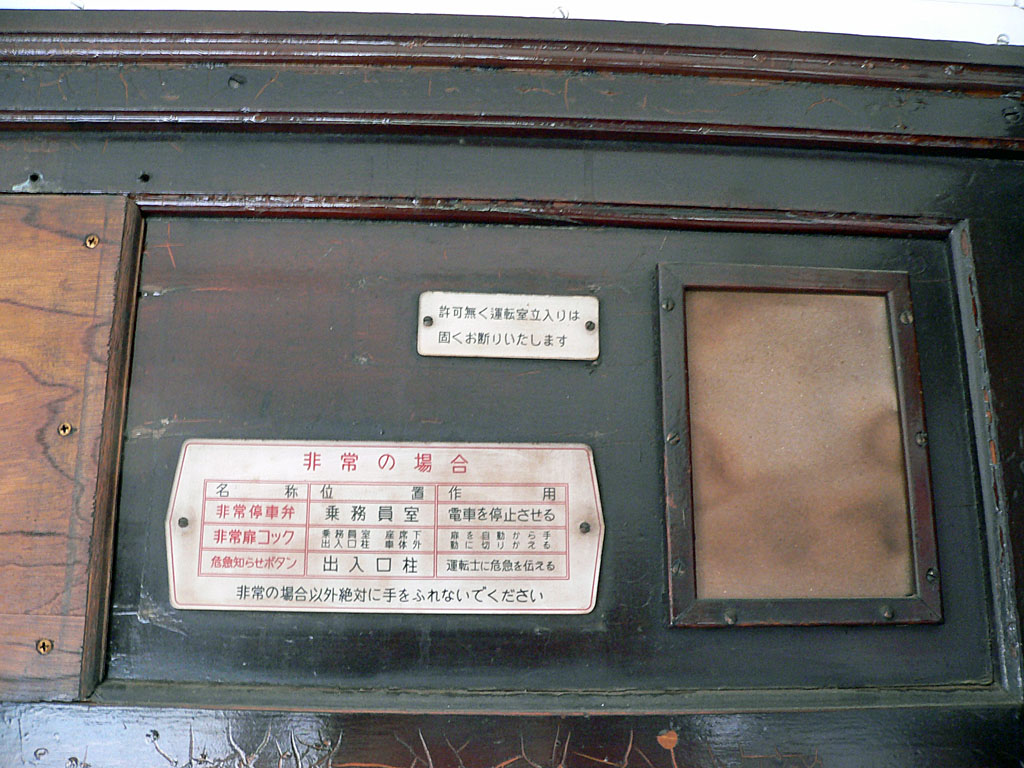 許可無く運転室立入りは
固くお断りいたします
非常の場合
名称 位置 作用
非常停車弁 乗務員室 電車を停止させる
非常扉コック 乗務員室 座席下 扉を自動から手
出入口柱 車体外 動に切りかえる
危急知らせボタン 出入口柱 運転士に危急を伝える
非常の場合以外絶対に手をふれないでください